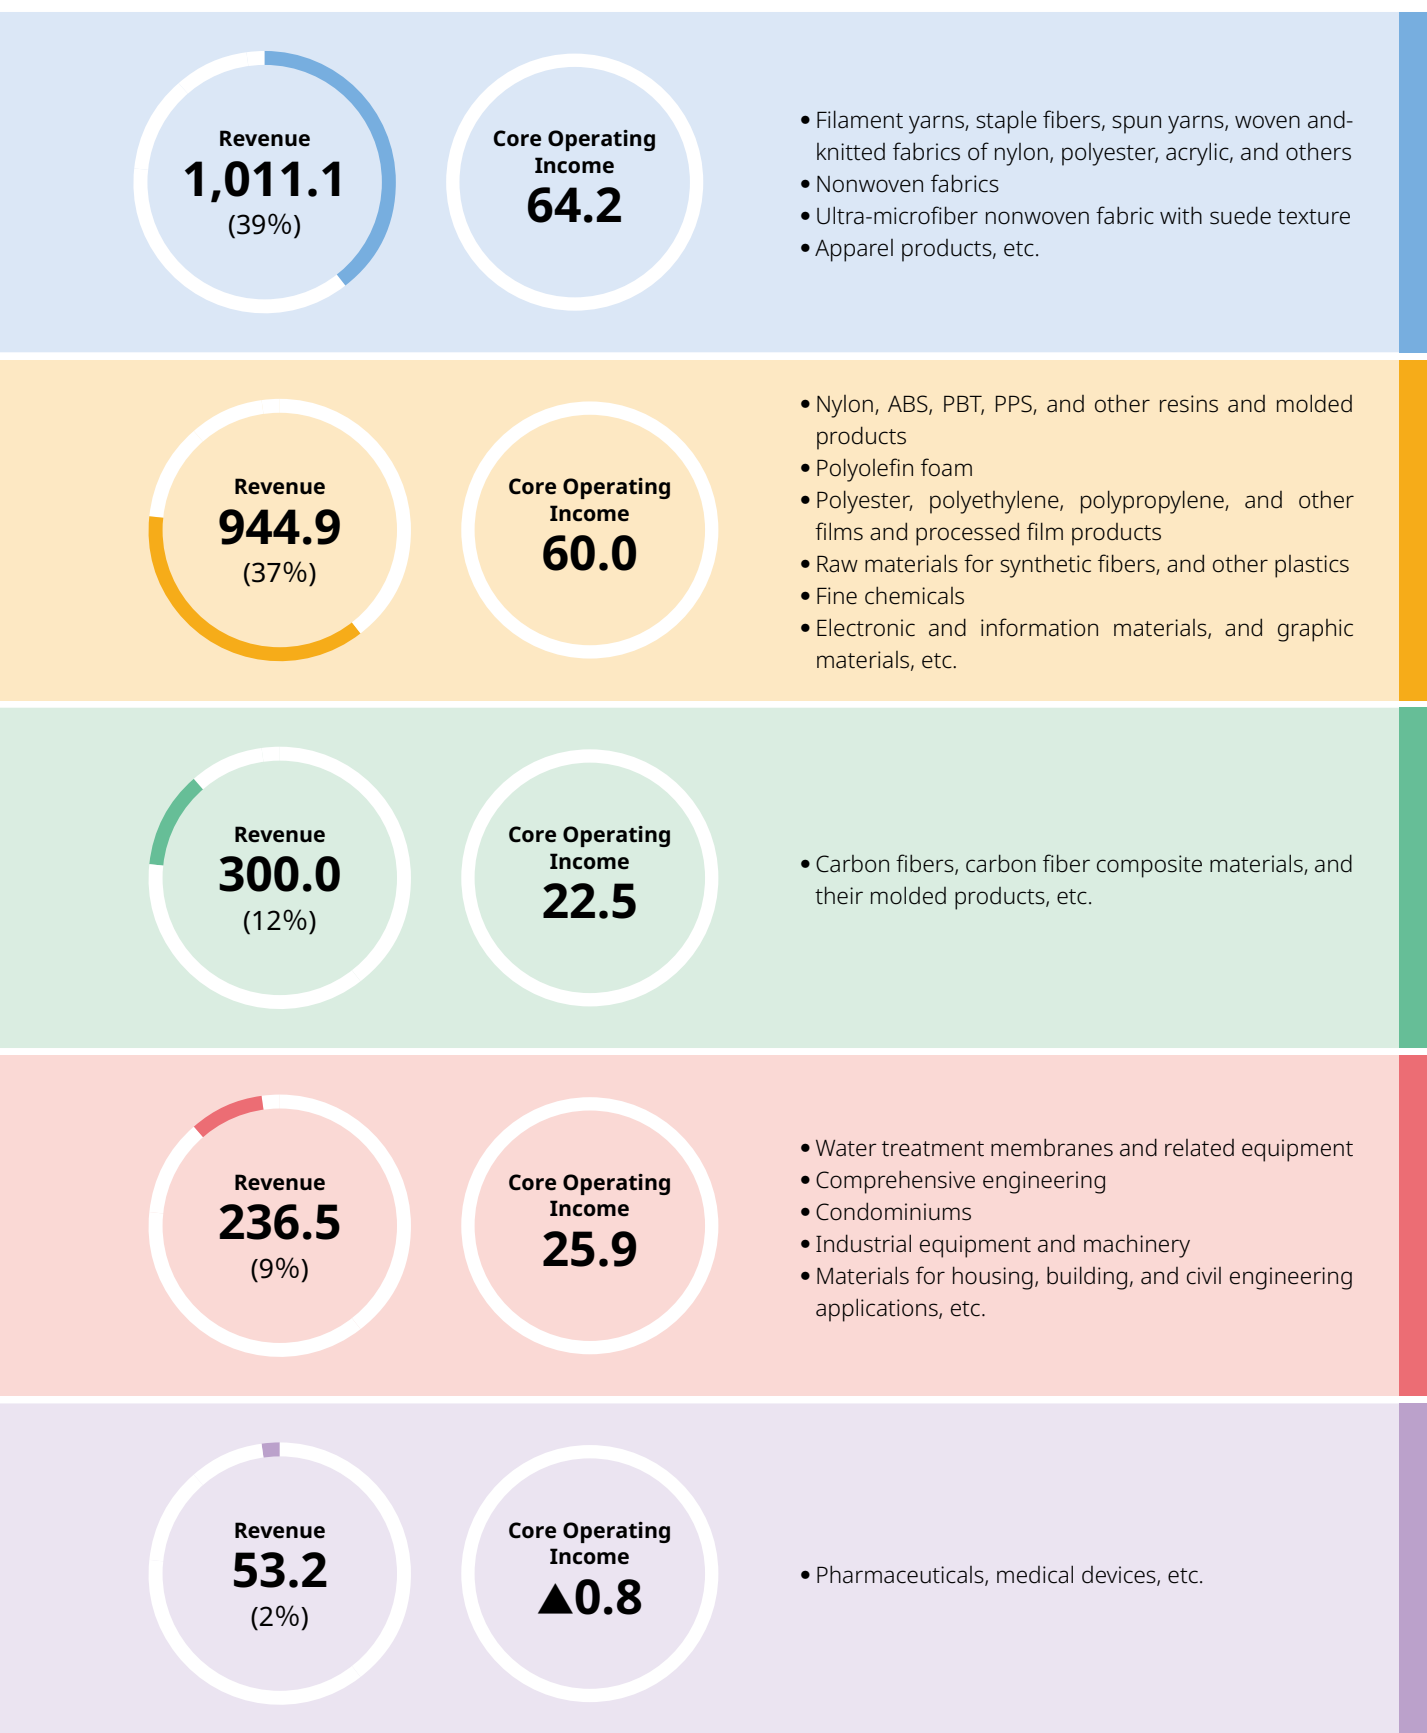 Revenue
1,011.1
(39%)
Core Operating
Income
64.2
• Filament yarns, staple fibers, spun yarns, woven and-
knitted fabrics of nylon, polyester, acrylic, and others
• Nonwoven fabrics
• Ultra-microfiber nonwoven fabric with suede texture
• Apparel products, etc.
Revenue
944.9
(37%)
Core Operating
Income
60.0
• Nylon, ABS, PBT, PPS, and other resins and molded
products
• Polyolefin foam
• Polyester, polyethylene, polypropylene, and other
films and processed film products
• Raw materials for synthetic fibers, and other plastics
• Fine chemicals
• Electronic and information materials, and graphic
materials, etc.
Revenue
300.0
(12%)
Core Operating
Income
22.5
• Carbon fibers, carbon fiber composite materials, and
their molded products, etc.
Revenue
236.5
(9%)
Core Operating
Income
25.9
• Water treatment membranes and related equipment
• Comprehensive engineering
• Condominiums
• Industrial equipment and machinery
• Materials for housing, building, and civil engineering
applications, etc.
Revenue
53.2
(2%)
Core Operating
Income
▲0.8
• Pharmaceuticals, medical devices, etc.